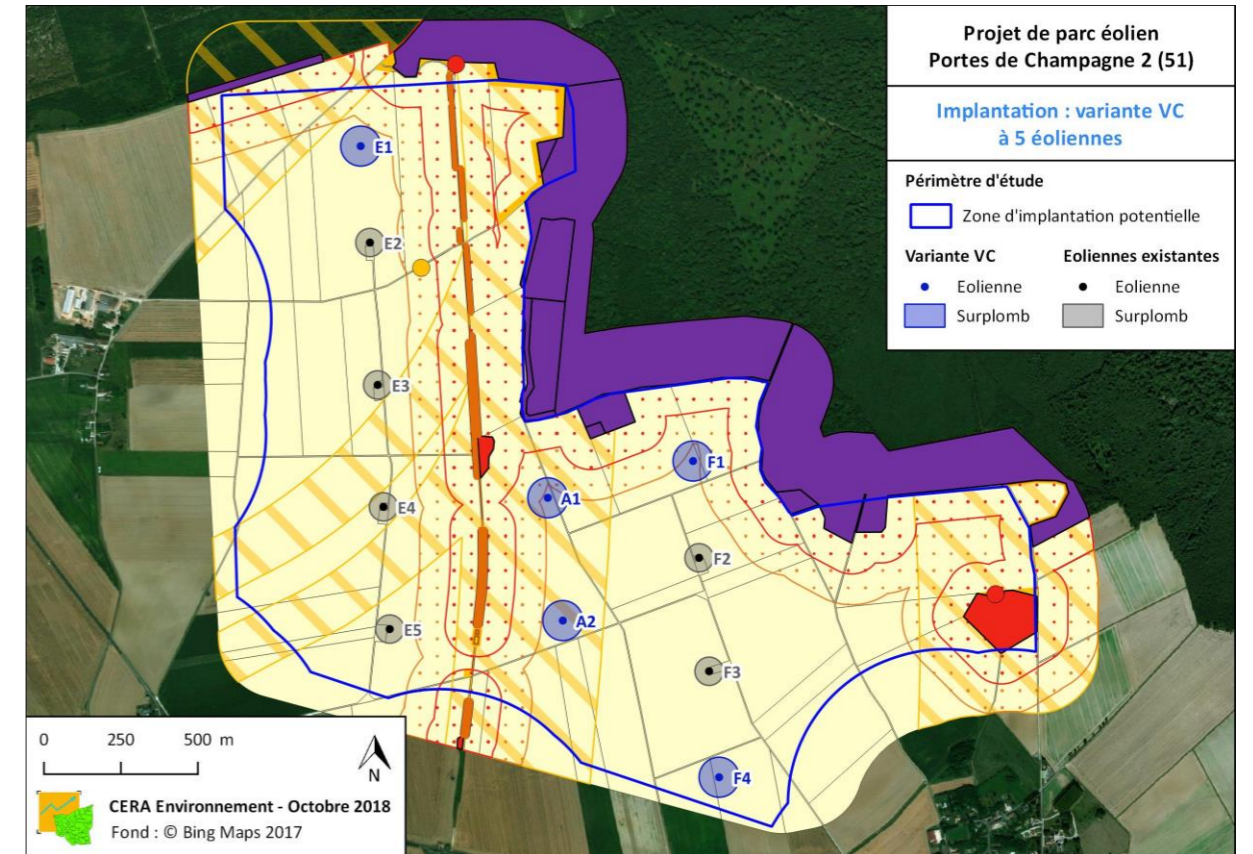 Projet de parc éolien
Portes de Champagne 2 (51)
Implantation : variante VC
à 5 éoliennes
Périmètre d'étude
Zone d'implantation potentielle
Variante VC Eoliennes existantes
Eolienne Eolienne
Surplomb Surplomb
E1
E2
E3
F1
A1
E4
F2
A2
E5
F3
F4
0 250 500 m
N
CERA Environnement - Octobre 2018
Fond : © Bing Maps 2017